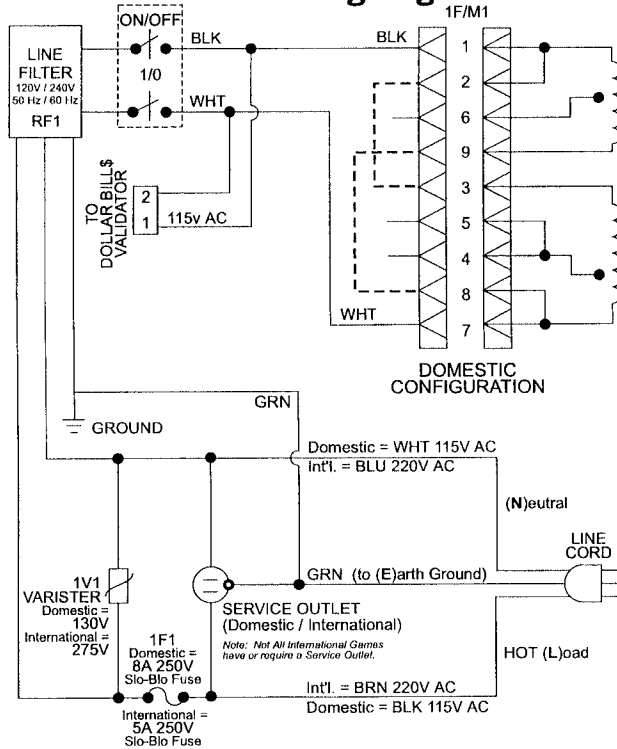 ON/OFF
1F/M1
LINE
FILTER
120V / 240V
50 Hz / 60 Hz
RF1
1/0
BLK
BLK
WHT
1
2
6
9
3
5
4
8
7
TO
DOLLAR BILL$
VALIDATOR
2
1
115v AC
WHT
DOMESTIC
CONFIGURATION
GRN
GROUND
Domestic = WHT 115V AC
Int'l. = BLU 220V AC
(N)eutral
LINE
CORD
GRN (to (E)arth Ground)
1V1
VARISTER
Domestic =
130V
International =
275V
SERVICE OUTLET
(Domestic / International)
Note: Not All International Games
have or require a Service Outlet.
HOT (L)oad
1F1
Domestic =
8A 250V
Slo-Blo Fuse
Int'l. = BRN 220V AC
Domestic = BLK 115V AC
International =
5A 250V
Slo-Blo Fuse